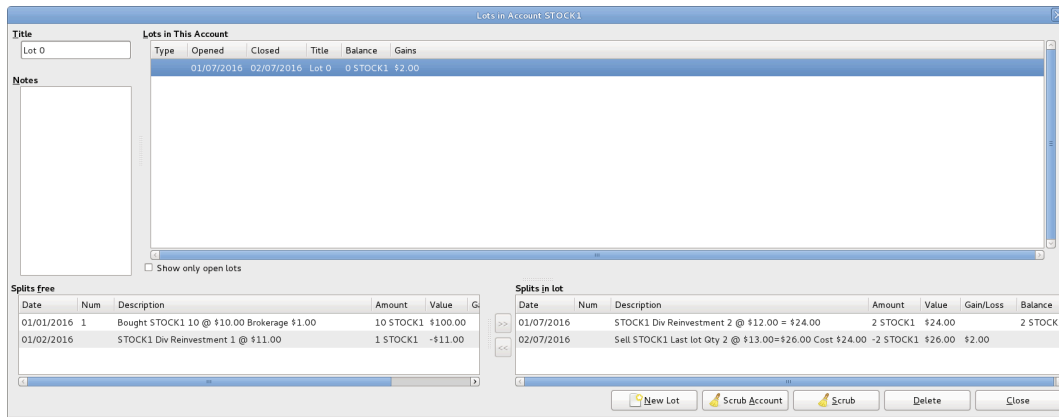 Lots in Account STOCK1
Title
Lot 0
Notes
Lots in This Account
Type Opened Closed Title Balance Gains
01/07/2016 02/07/2016 Lot 0 0 STOCK1 $2.00
Show only open lots
Splits free
Date Num Description Amount Value
01/01/2016 1 Bought STOCK1 10 @ $10.00 Brokerage $1.00 10 STOCK1 $100.00
01/02/2016 STOCK1 Div Reinvestment 1 @ $11.00 1 STOCK1 -$11.00
>>
<<
Splits in lot
Date Num Description Amount Value Gain/Loss Balance
01/07/2016 STOCK1 Div Reinvestment 2 @ $12.00 = $24.00 2 STOCK1 $24.00 2 STOCK
02/07/2016 Sell STOCK1 Last lot Qty 2 @ $13.00=$26.00 Cost $24.00 -2 STOCK1 $26.00 $2.00
New Lot Scrub Account Scrub Delete Close